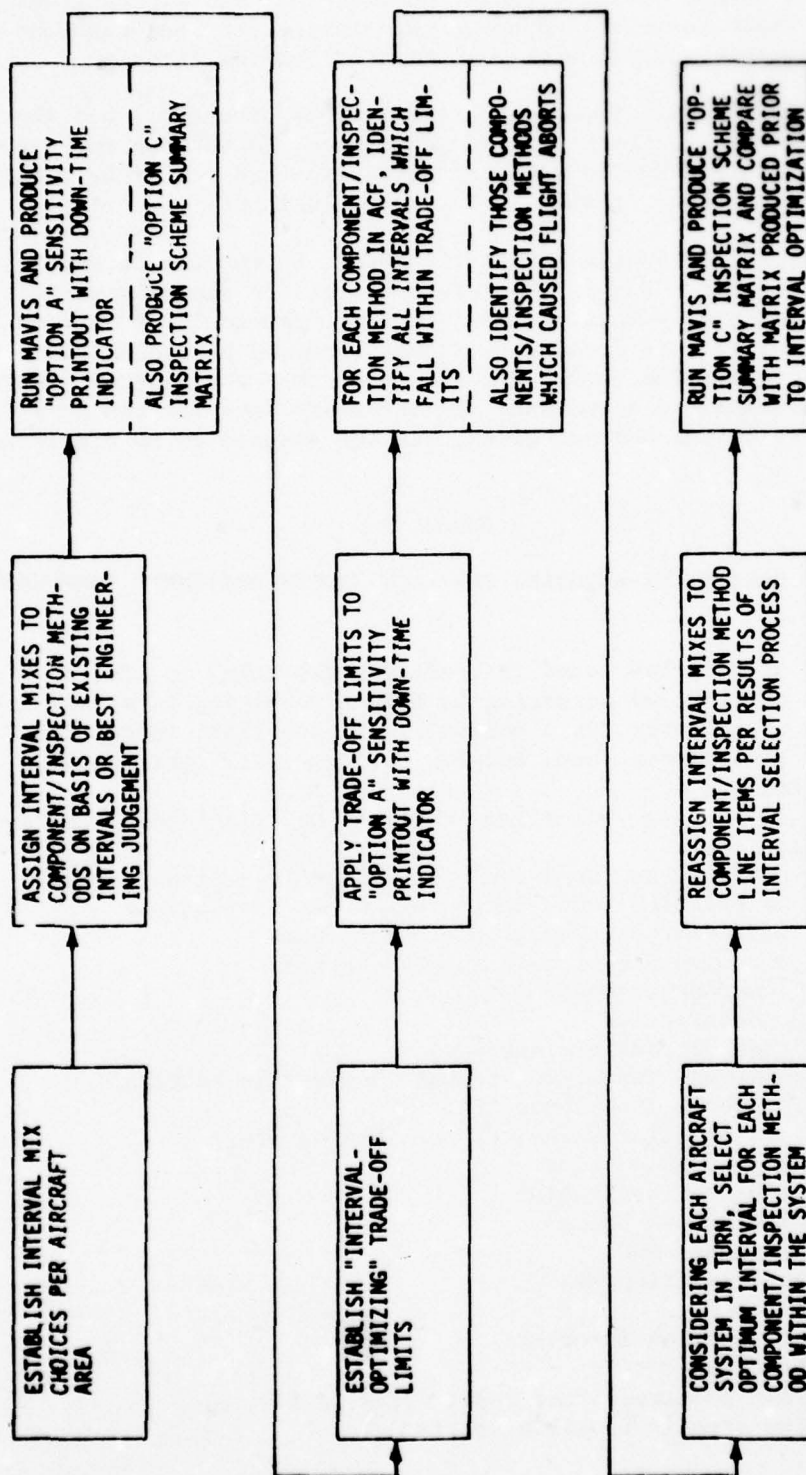 ESTABLISH INTERVAL MIX
CHOICES PER AIRCRAFT
AREA
ASSIGN INTERVAL MIXES TO
COMPONENT/INSPECTION METH-
ODS ON BASIS OF EXISTING
INTERVALS OR BEST ENGINEER-
ING JUDGEMENT
RUN MAVIS AND PRODUCE
"OPTION A" SENSITIVITY
PRINTOUT WITH DOWN-TIME
INDICATOR
ALSO PRODUCE "OPTION C"
INSPECTION SCHEME SUMMARY
MATRIX
ESTABLISH "INTERVAL-
OPTIMIZING" TRADE-OFF
LIMITS
APPLY TRADE-OFF LIMITS TO
"OPTION A" SENSITIVITY
PRINTOUT WITH DOWN-TIME
INDICATOR
FOR EACH COMPONENT/INSPEC-
TION METHOD IN ACF, IDEN-
TIFY ALL INTERVALS WHICH
FALL WITHIN TRADE-OFF LIM-
ITS
ALSO IDENTIFY THOSE COMPO-
NENTS/INSPECTION METHODS
WHICH CAUSED FLIGHT ABORTS
CONSIDERING EACH AIRCRAFT
SYSTEM IN TURN, SELECT
OPTIMUM INTERVAL FOR EACH
COMPONENT/INSPECTION METH-
OD WITHIN THE SYSTEM
REASSIGN INTERVAL MIXES TO
COMPONENT/INSPECTION METHOD
LINE ITEMS PER RESULTS OF
INTERVAL SELECTION PROCESS
RUN MAVIS AND PRODUCE "OP-
TION C" INSPECTION SCHEME
SUMMARY MATRIX AND COMPARE
WITH MATRIX PRODUCED PRIOR
TO INTERVAL OPTIMIZATION